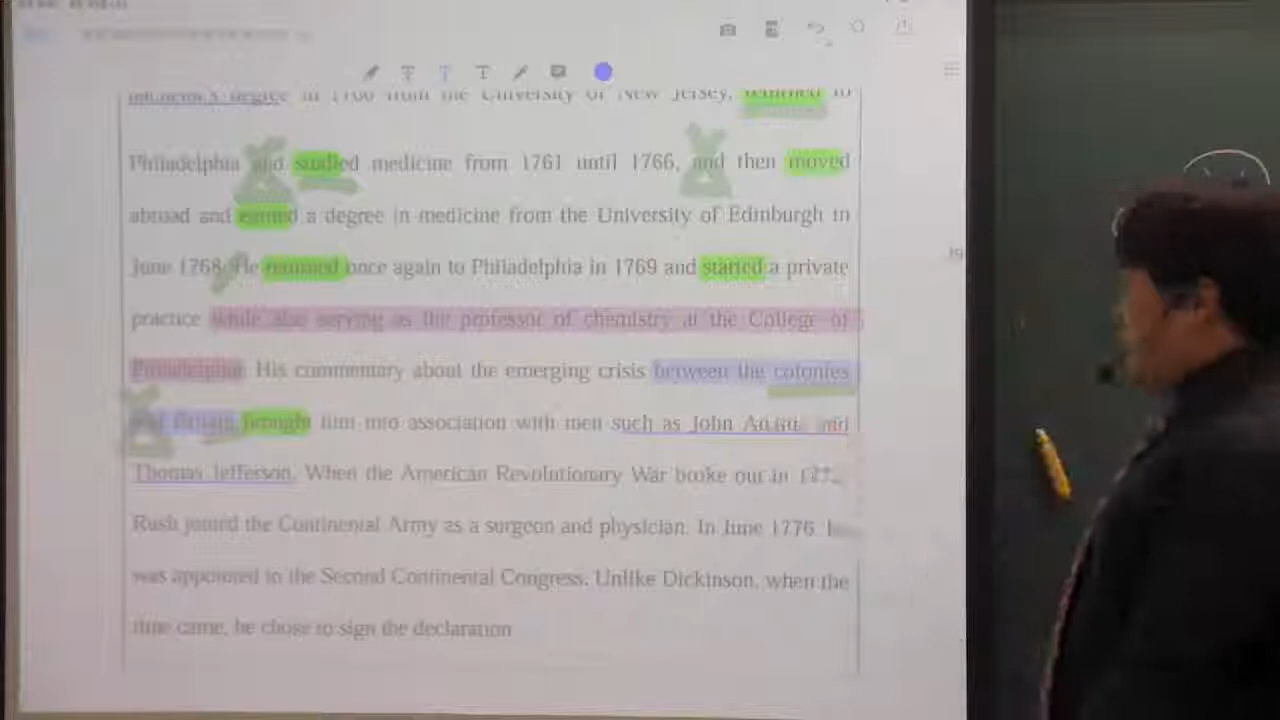 degree in 1760 from the University of New Jersey, returned to
Philadelphia and studied medicine from 1761 until 1766, and then moved
abroad and earned a degree in medicine from the University of Edinburgh in
June 1768. He returned once again to Philadelphia in 1769 and started a private
practice while also serving as the professor of chemistry at the College of
Philadelphia. His commentary about the emerging crisis between the colonies
and Britain brought him into association with men such as John Adams and
Thomas Jefferson. When the American Revolutionary War broke out in
Rush joined the Continental Army as a surgeon and physician. In June 1776,
was appointed to the Second Continental Congress. Unlike Dickinson, when the
time came, he chose to sign the declaration